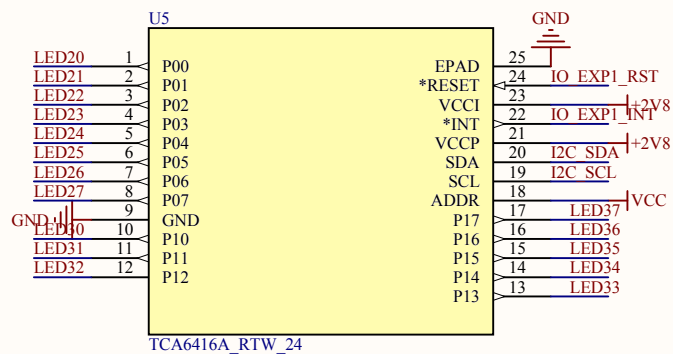 U5
GND
LED20 1 P00 EPAD 25
LED21 2 P01 *RESET 24 IO_EXP1_RST
LED22 3 P02 VCCI 23 +2V8
LED23 4 P03 *INT 22 IO_EXP1_INT
LED24 5 P04 VCCP 21 +2V8
LED25 6 P05 SDA 20 I2C_SDA
LED26 7 P06 SCL 19 I2C_SCL
LED27 8 P07 ADDR 18 VCC
GND 9 GND P17 17 LED37
LED30 10 P10 P16 16 LED36
LED31 11 P11 P15 15 LED35
LED32 12 P12 P14 14 LED34
P13 13 LED33
TCA6416A_RTW_24